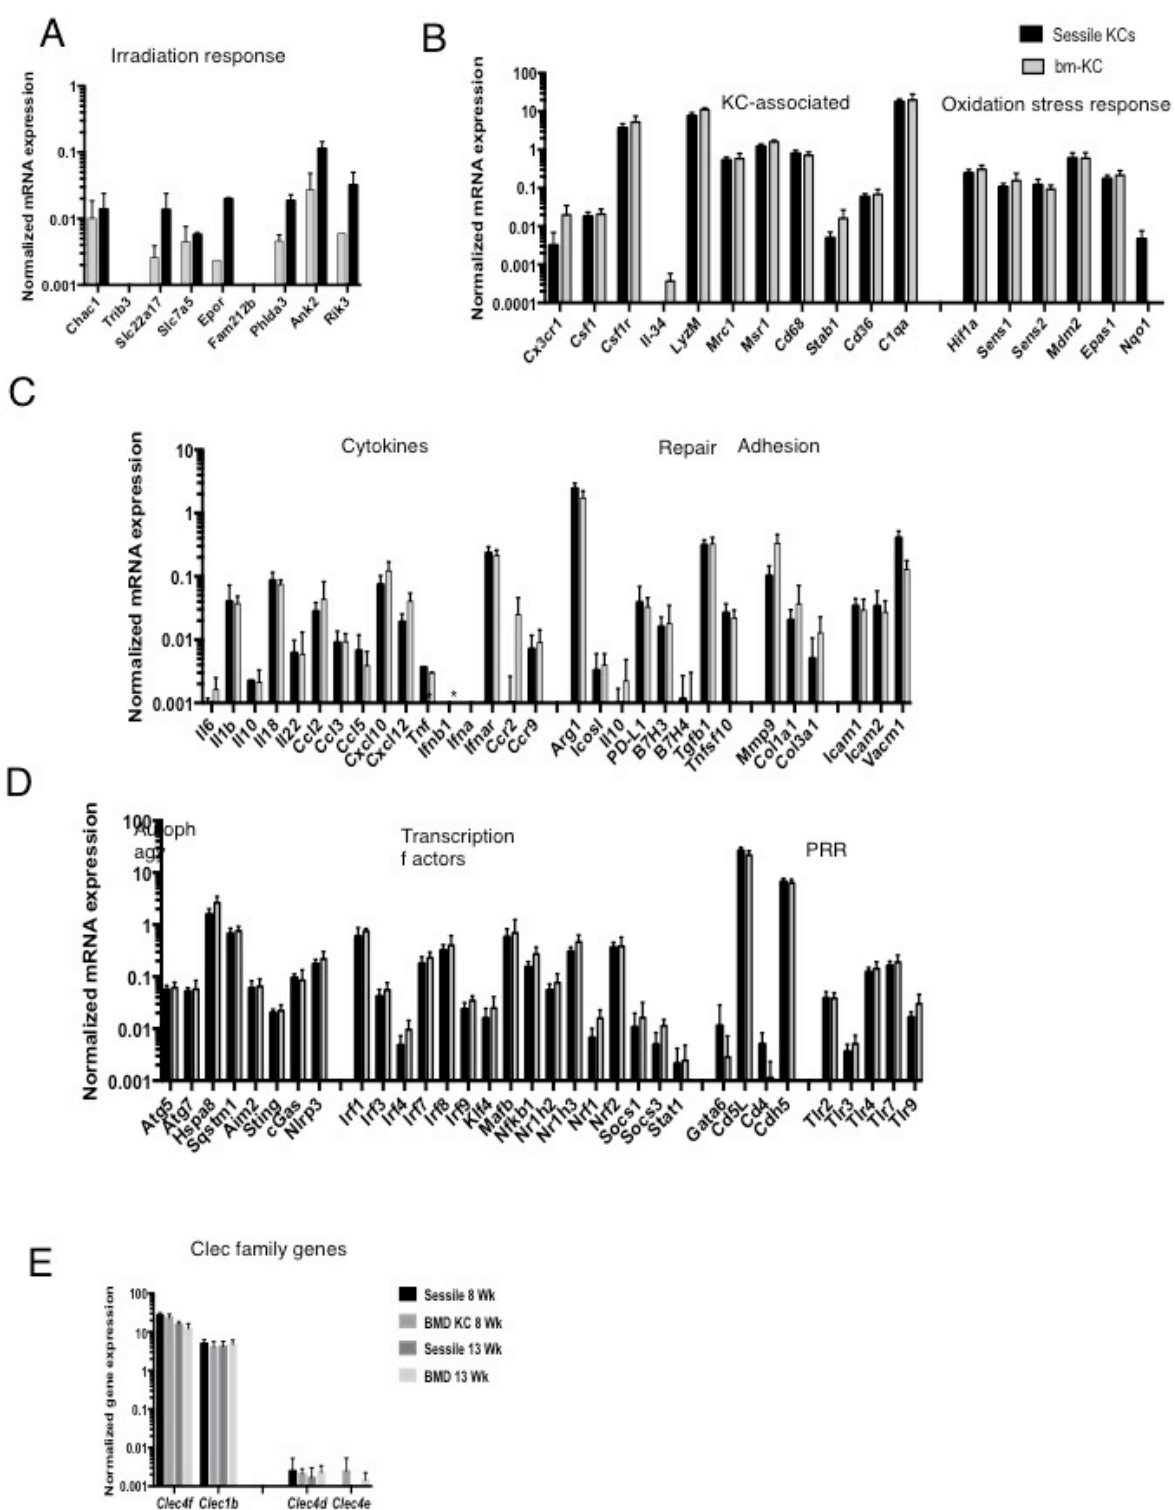 A
Irradiation response
Normalized mRNA expression
1
0.1
0.01
0.001
Chac1
Trib3
Slc22a17
Slc7a5
Epor
Fam212b
Phlda3
Ank2
Rik3
B
Sessile KCs
bm-KC
KC-associated
Oxidation stress response
Normalized mRNA expression
100
10
1
0.1
0.01
0.001
0.0001
Cx3cr1
Csf1
Csf1r
Il-34
LyzM
Mrc1
Msr1
Cd68
Stab1
Cd36
C1qa
Hif1a
Sens1
Sens2
Mdm2
Epas1
Nqo1
C
Cytokines
Repair
Adhesion
Normalized mRNA expression
10
1
0.1
0.01
0.001
*
*
Il6
Il1b
Il10
Il18
Il22
Ccl2
Ccl3
Ccl5
Cxcl10
Cxcl12
Tnf
Ifnb1
Ifna
Ifnar
Ccr2
Ccr9
Arg1
Icosl
Il10
PD-L1
B7H3
B7H4
Tgfb1
Tnfsf10
Mmp9
Col1a1
Col3a1
Icam1
Icam2
Vacm1
D
Autoph
agy
Transcription
f actors
PRR
Normalized mRNA expression
100
10
1
0.1
0.01
0.001
Atg5
Atg7
Hspa8
Sqstm1
Aim2
Sting
cGas
Nlrp3
Irf1
Irf3
Irf4
Irf7
Irf8
Irf9
Klf4
Mafb
Nfkb1
Nr1h2
Nr1h3
Nrf1
Nrf2
Socs1
Socs3
Stat1
Gata6
Cd5L
Cd4
Cdh5
Tlr2
Tlr3
Tlr4
Tlr7
Tlr9
E
Clec family genes
Normalized gene expression
100
10
1
0.1
0.01
0.001
Clec4f
Clec1b
Clec4d
Clec4e
Sessile 8 Wk
BMD KC 8 Wk
Sessile 13 Wk
BMD 13 Wk